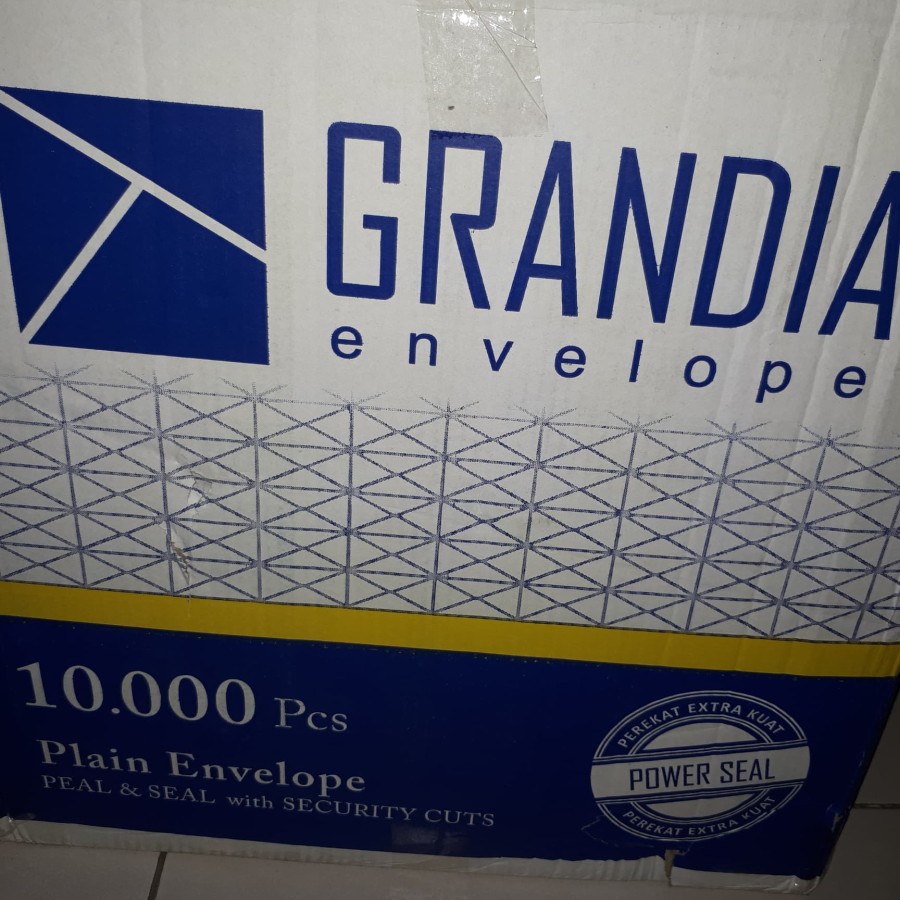 GRANDIA
envelope
10.000 Pcs
Plain Envelope
PEAL & SEAL with SECURITY CUTS
PEREKAT EXTRA KUAT
POWER SEAL
PEREKAT EXTRA KUAT